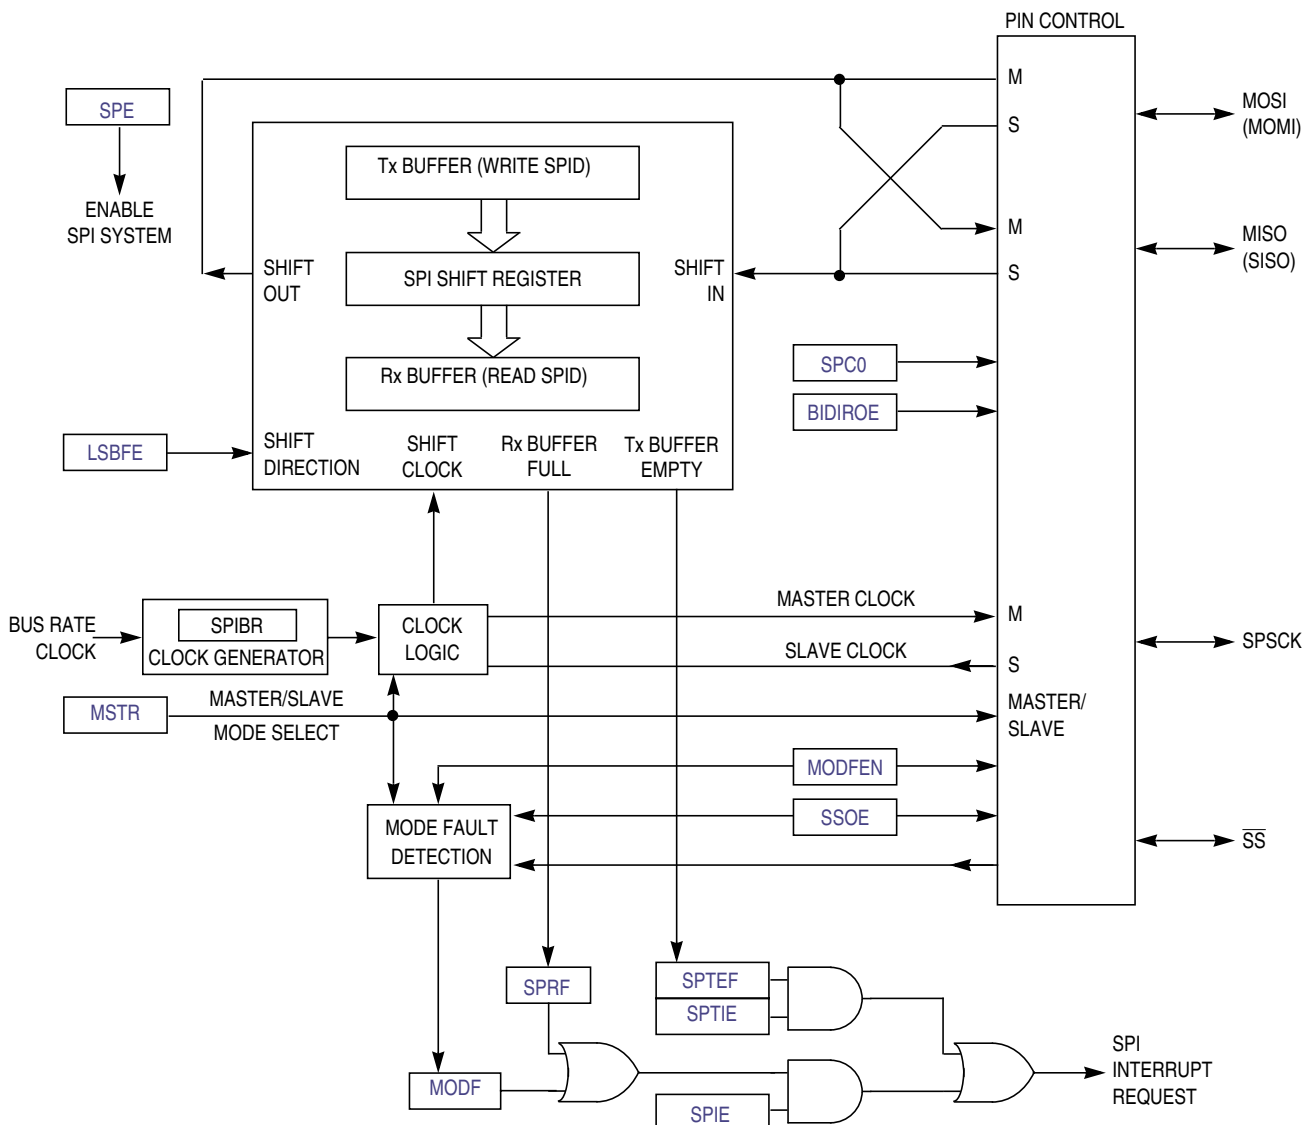 PIN CONTROL
M
SPE
MOSI
(MOMI)
S
Tx BUFFER (WRITE SPID)
ENABLE
SPI SYSTEM
M
MISO
(SISO)
SHIFT
OUT
SPI SHIFT REGISTER
SHIFT
IN
S
SPC0
Rx BUFFER (READ SPID)
BIDIROE
LSBFE
SHIFT
DIRECTION
SHIFT
CLOCK
Rx BUFFER
FULL
Tx BUFFER
EMPTY
MASTER CLOCK
M
BUS RATE
CLOCK
SPIBR
CLOCK GENERATOR
CLOCK
LOGIC
SPSCK
SLAVE CLOCK
S
MSTR
MASTER/SLAVE
MODE SELECT
MASTER/
SLAVE
MODFEN
SSOE
MODE FAULT
DETECTION
SS
SPRF
SPTEF
SPTIE
SPI
INTERRUPT
REQUEST
MODF
SPIE